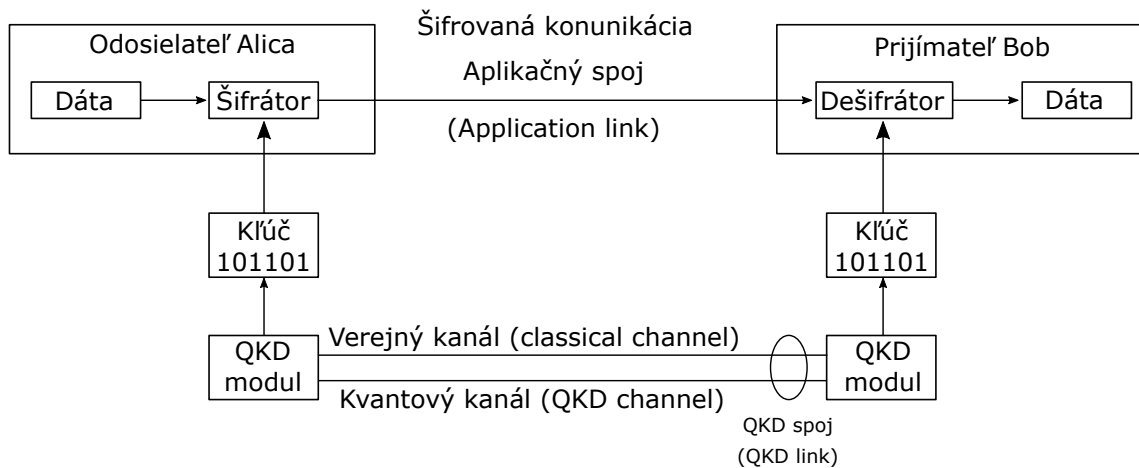 Odosielateľ Alica
Šifrovaná konunikácia
Prijímateľ Bob
Dáta
Šifrátor
Aplikačný spoj
Dešifrátor
Dáta
(Application link)
Kľúč
101101
Kľúč
101101
Verejný kanál (classical channel)
QKD
modul
QKD
modul
Kvantový kanál (QKD channel)
QKD spoj
(QKD link)